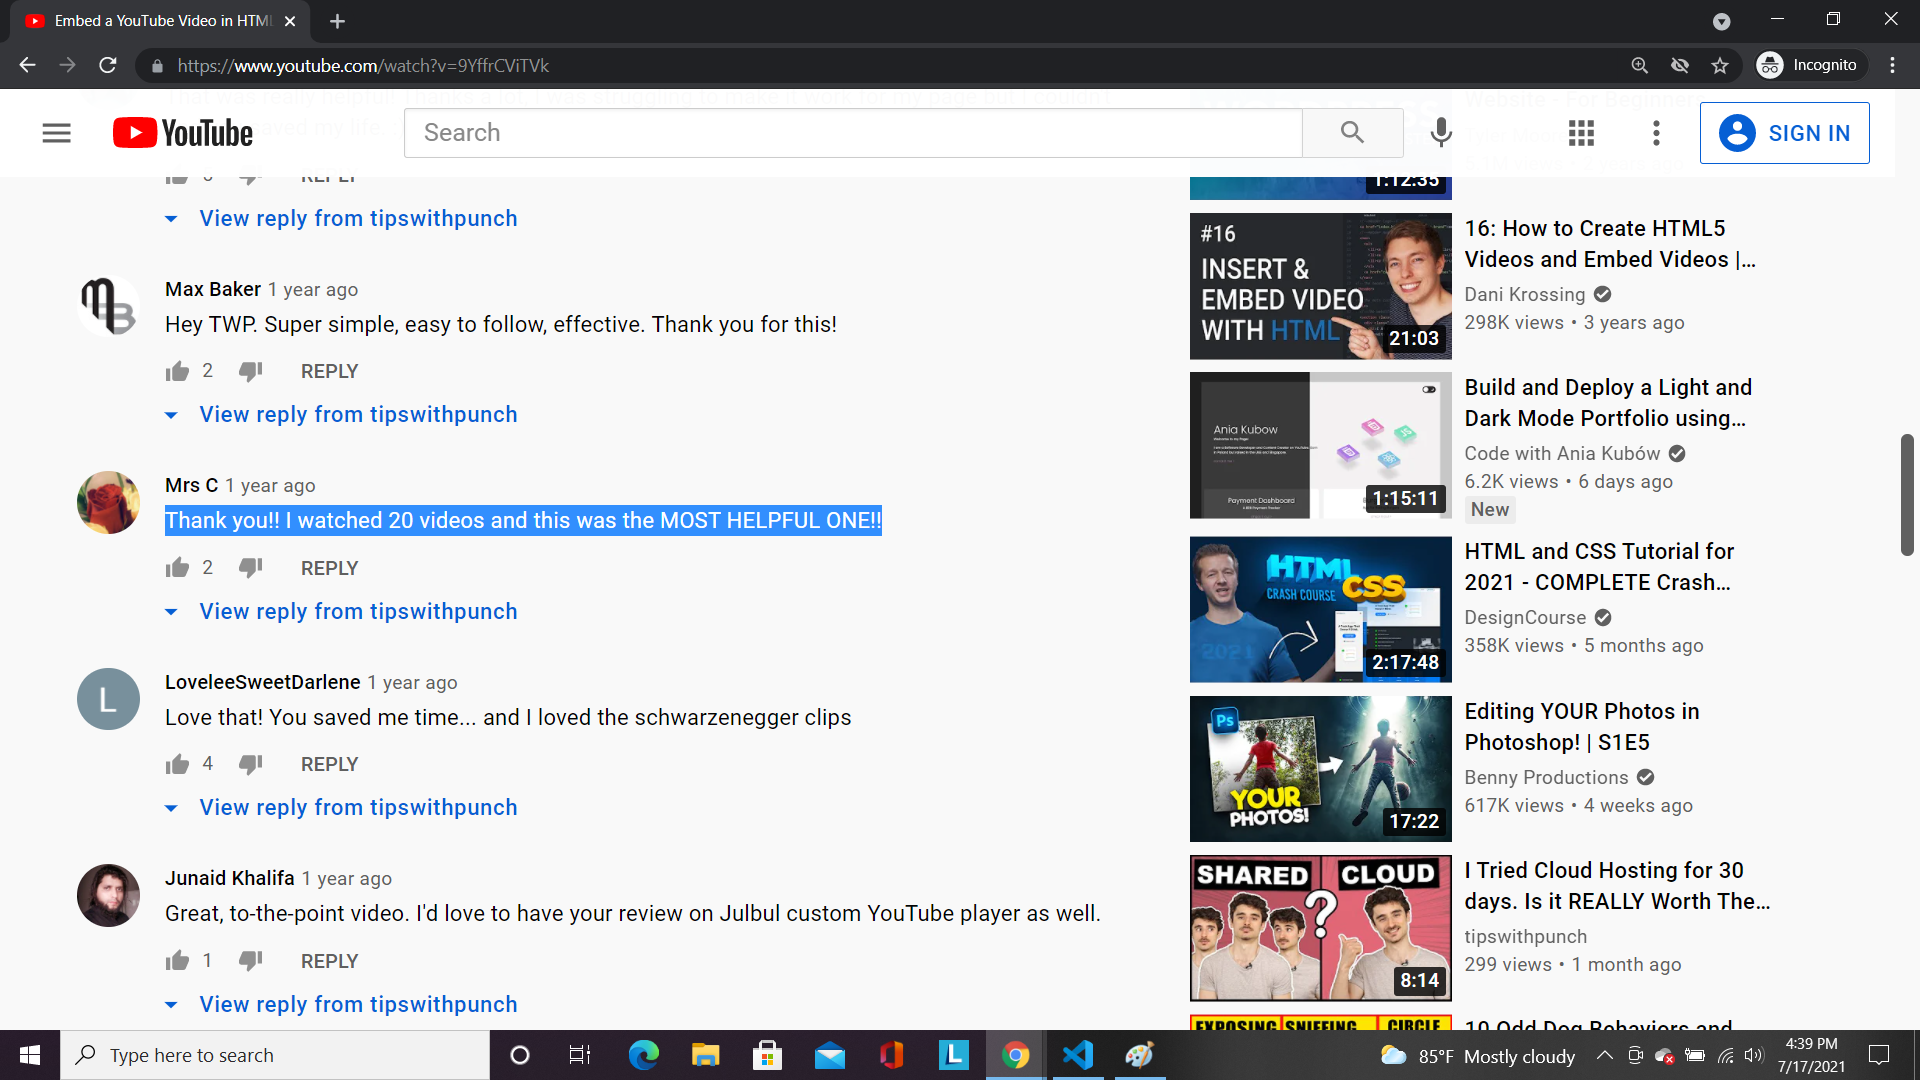 Embed a YouTube Video in HTML
https://www.youtube.com/watch?v=9YffrCViTVk
Incognito
YouTube
Search
SIGN IN
REPLY
View reply from tipswithpunch
Max Baker 1 year ago
Hey TWP. Super simple, easy to follow, effective. Thank you for this!
2 REPLY
View reply from tipswithpunch
Mrs C 1 year ago
Thank you!! I watched 20 videos and this was the MOST HELPFUL ONE!!
2 REPLY
View reply from tipswithpunch
LoveleeSweetDarlene 1 year ago
Love that! You saved me time... and I loved the schwarzenegger clips
4 REPLY
View reply from tipswithpunch
Junaid Khalifa 1 year ago
Great, to-the-point video. I'd love to have your review on Julbul custom YouTube player as well.
1 REPLY
View reply from tipswithpunch
1:12:35
#16
INSERT &
EMBED VIDEO
WITH HTML
21:03
16: How to Create HTML5
Videos and Embed Videos |...
Dani Krossing
298K views • 3 years ago
Ania Kubow
Payment Dashboard
1:15:11
Build and Deploy a Light and
Dark Mode Portfolio using...
Code with Ania Kubów
6.2K views • 6 days ago
New
HTML
CSS
CRASH COURSE
2021
2:17:48
HTML and CSS Tutorial for
2021 - COMPLETE Crash...
DesignCourse
358K views • 5 months ago
Ps
YOUR
PHOTOS!
17:22
Editing YOUR Photos in
Photoshop! | S1E5
Benny Productions
617K views • 4 weeks ago
SHARED
CLOUD
?
8:14
I Tried Cloud Hosting for 30
days. Is it REALLY Worth The...
tipswithpunch
299 views • 1 month ago
EXPOSING SNIFFING CIRCLE
10 Odd Dog Behaviors and
Type here to search
L
85°F Mostly cloudy
4:39 PM
7/17/2021